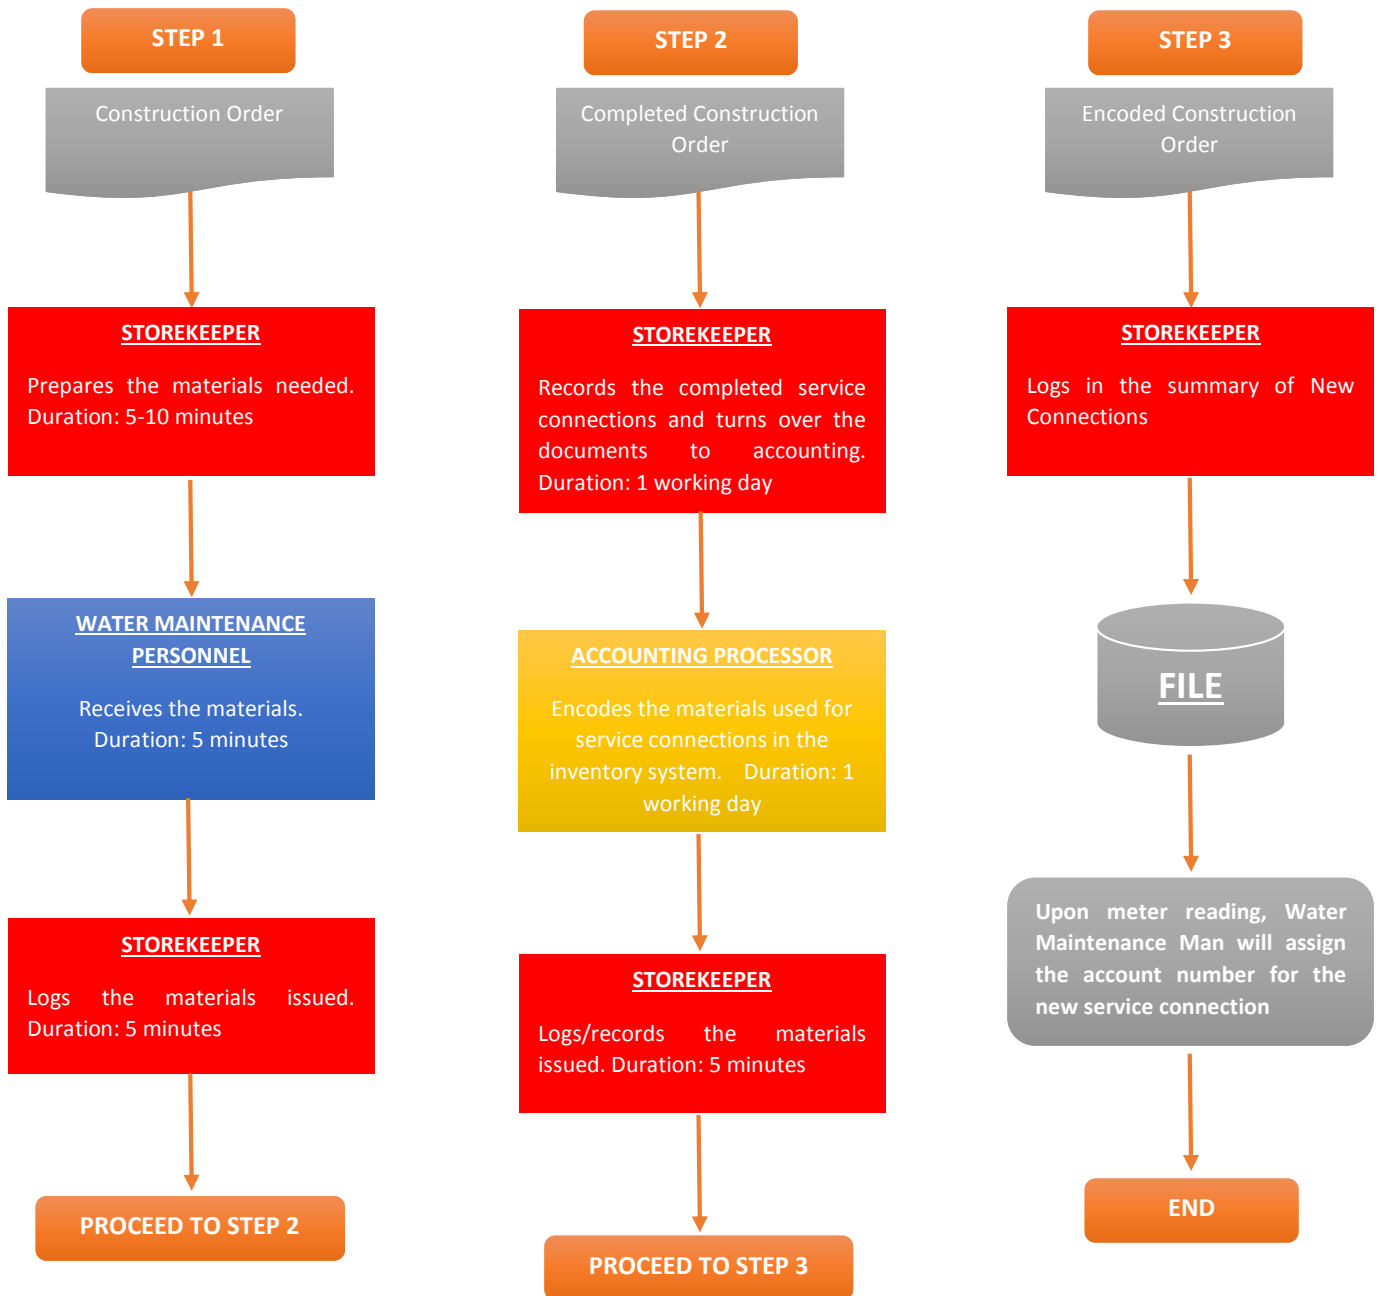 STEP 1
Construction Order
STOREKEEPER
Prepares the materials needed.
Duration: 5-10 minutes
WATER MAINTENANCE
PERSONNEL
Receives the materials.
Duration: 5 minutes
STOREKEEPER
Logs the materials issued.
Duration: 5 minutes
PROCEED TO STEP 2
STEP 2
Completed Construction
Order
STOREKEEPER
Records the completed service
connections and turns over the
documents to accounting.
Duration: 1 working day
ACCOUNTING PROCESSOR
Encodes the materials used for
service connections in the
inventory system. Duration: 1
working day
STOREKEEPER
Logs/records the materials
issued. Duration: 5 minutes
PROCEED TO STEP 3
STEP 3
Encoded Construction
Order
STOREKEEPER
Logs in the summary of New
Connections
FILE
Upon meter reading, Water
Maintenance Man will assign
the account number for the
new service connection
END